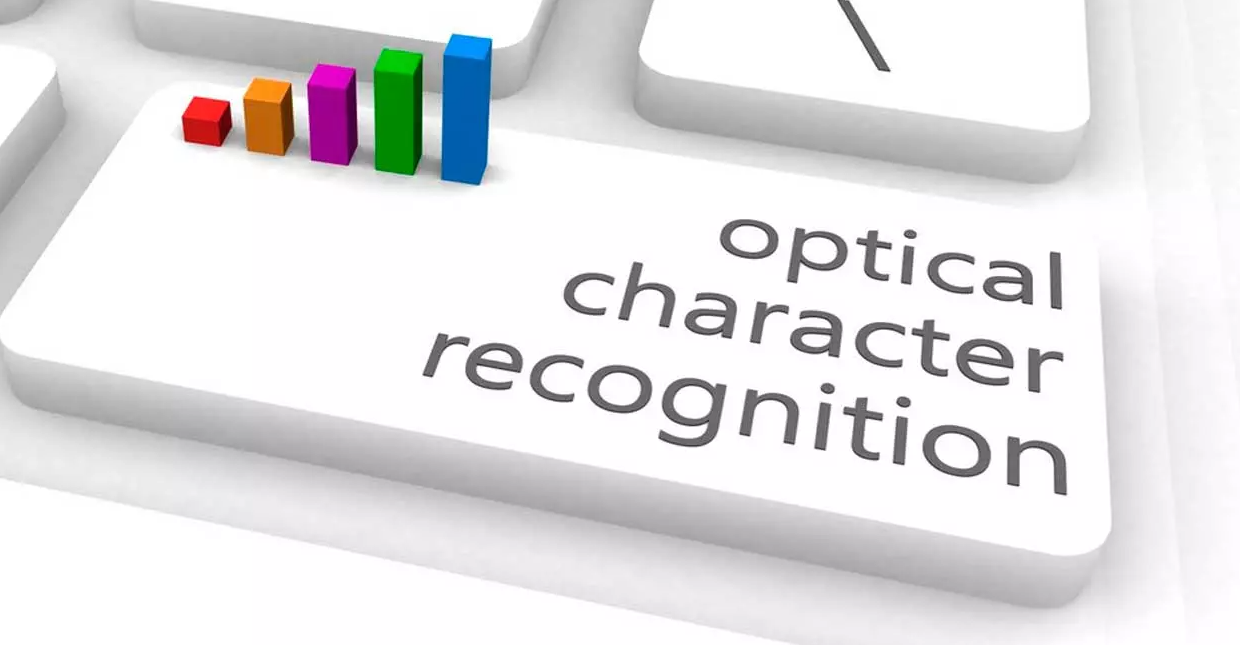 \
optical
character
recognition